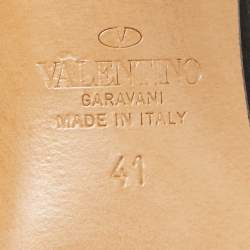 V
VALENTINO
GARAVANI
MADE IN ITALY
41